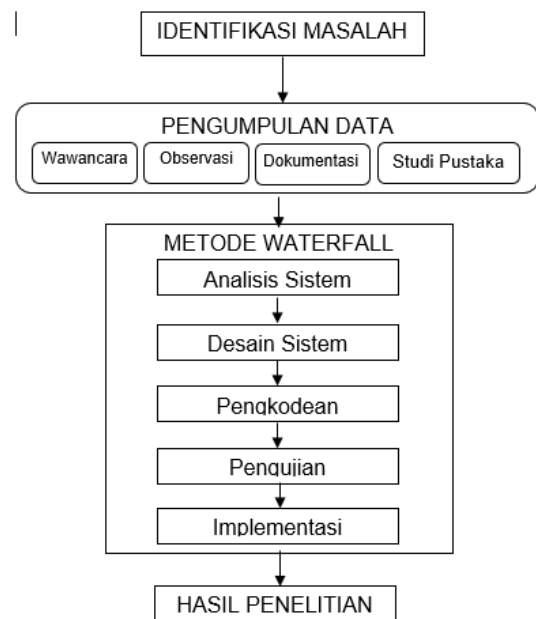 IDENTIFIKASI MASALAH
PENGUMPULAN DATA
Wawancara
Observasi
Dokumentasi
Studi Pustaka
METODE WATERFALL
Analisis Sistem
Desain Sistem
Pengkodean
Pengujian
Implementasi
HASIL PENELITIAN